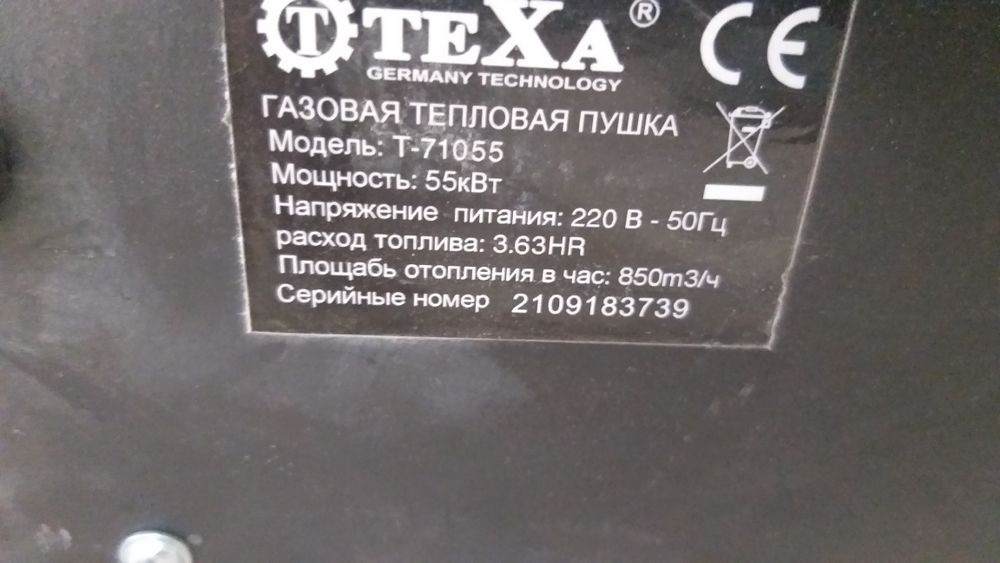 T TEXA ®
GERMANY TECHNOLOGY
CE
ГАЗОВАЯ ТЕПЛОВАЯ ПУШКА
Модель: Т-71055
Мощность: 55кВт
Напряжение питания: 220 В - 50Гц
расход топлива: 3.63HR
Площабь отопления в час: 850m3/ч
Серийные номер 2109183739